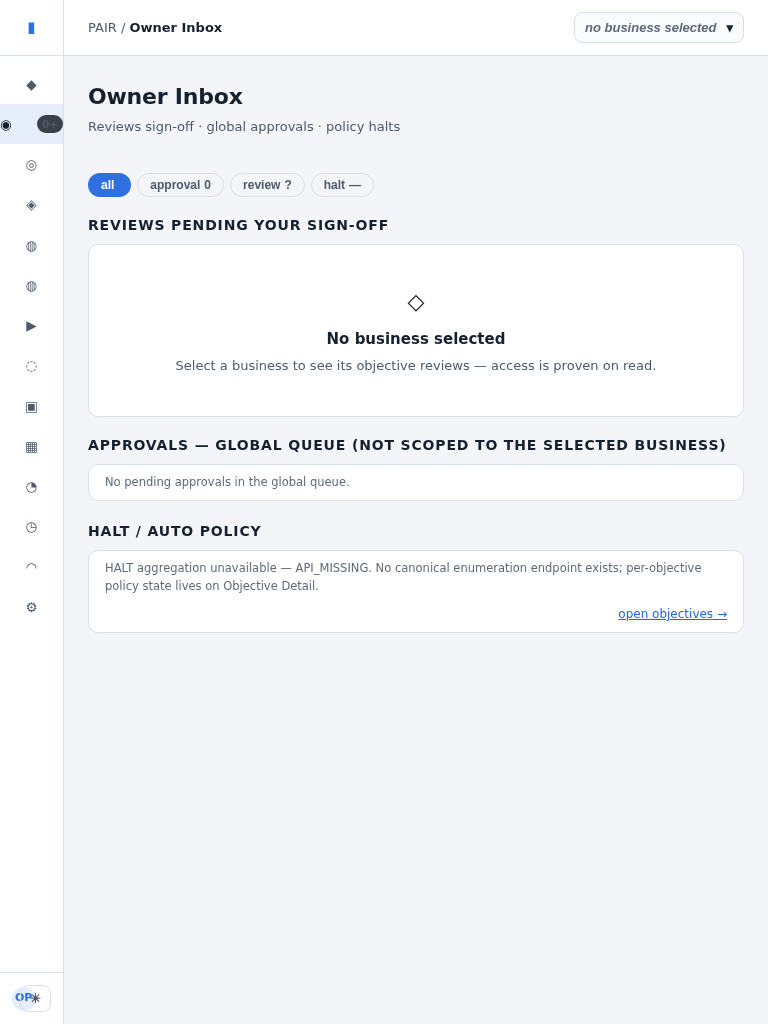 PAIR / Owner Inbox
no business selected ▼
0+
Owner Inbox
Reviews sign-off · global approvals · policy halts
all
approval 0
review ?
halt —
REVIEWS PENDING YOUR SIGN-OFF
No business selected
Select a business to see its objective reviews — access is proven on read.
APPROVALS — GLOBAL QUEUE (NOT SCOPED TO THE SELECTED BUSINESS)
No pending approvals in the global queue.
HALT / AUTO POLICY
HALT aggregation unavailable — API_MISSING. No canonical enumeration endpoint exists; per-objective
policy state lives on Objective Detail.
open objectives →
OP